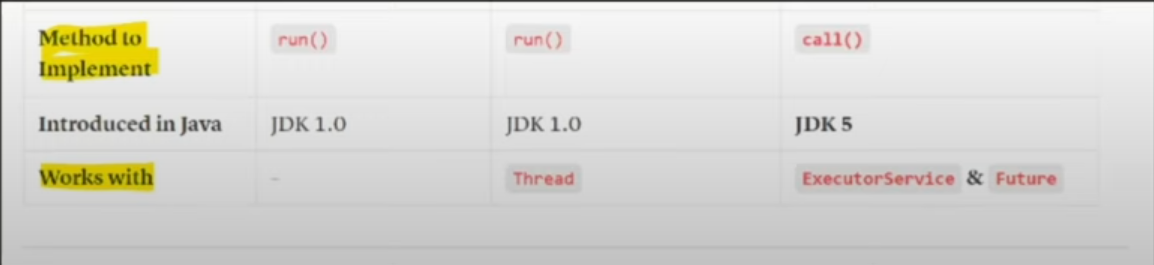 Method to run() run() call()
Implement
Introduced in Java JDK 1.0 JDK 1.0 JDK 5
Works with - Thread ExecutorService & Future